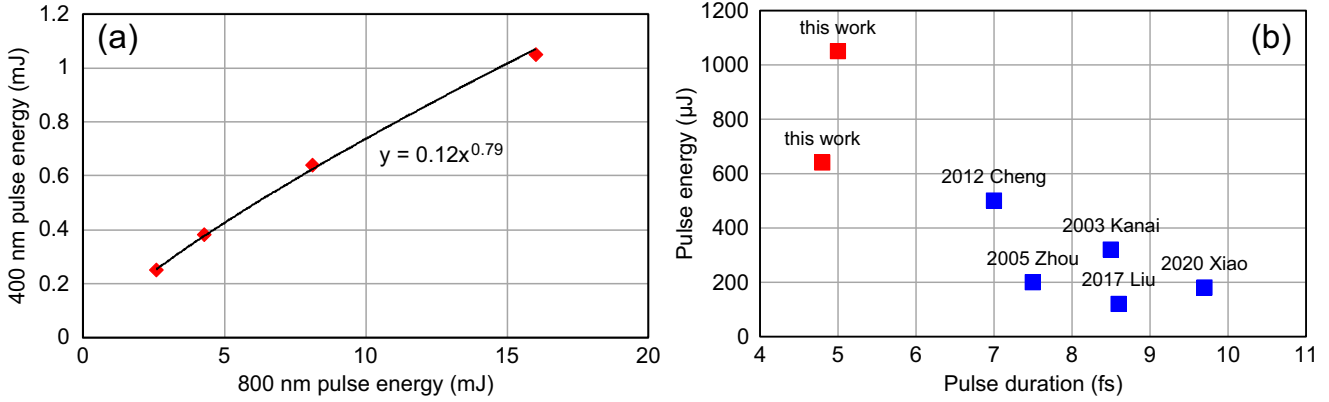 (a)
1.2
1
0.8
0.6
0.4
0.2
0
400 nm pulse energy (mJ)
y = 0.12x^0.79
0 5 10 15 20
800 nm pulse energy (mJ)
(b)
1200
1000
800
600
400
200
0
Pulse energy (µJ)
this work
this work
2012 Cheng
2003 Kanai
2005 Zhou
2017 Liu
2020 Xiao
4 5 6 7 8 9 10 11
Pulse duration (fs)